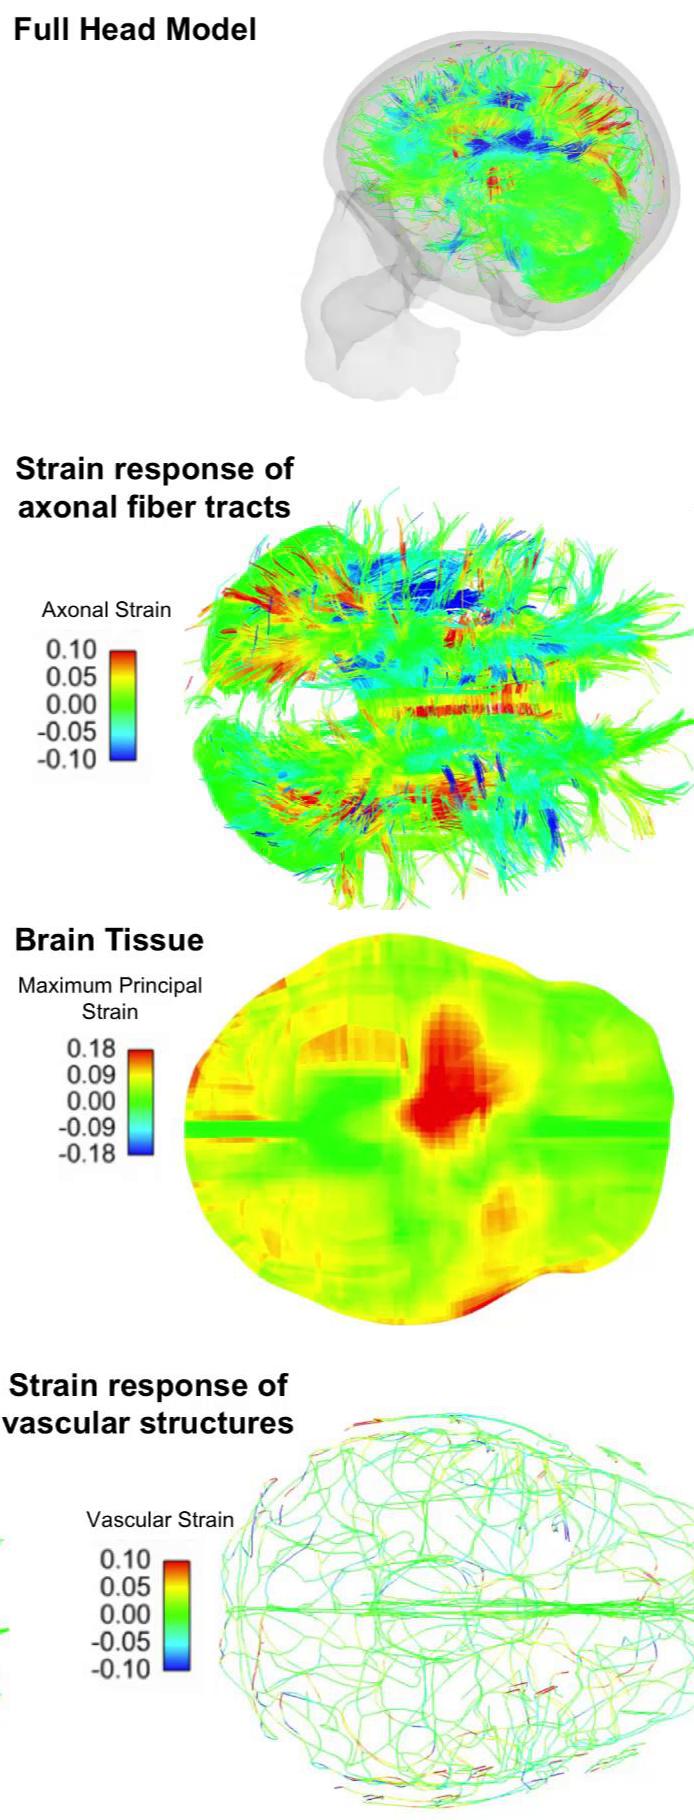 Full Head Model
Strain response of
axonal fiber tracts
Axonal Strain
0.10
0.05
0.00
-0.05
-0.10
Brain Tissue
Maximum Principal
Strain
0.18
0.09
0.00
-0.09
-0.18
Strain response of
vascular structures
Vascular Strain
0.10
0.05
0.00
-0.05
-0.10